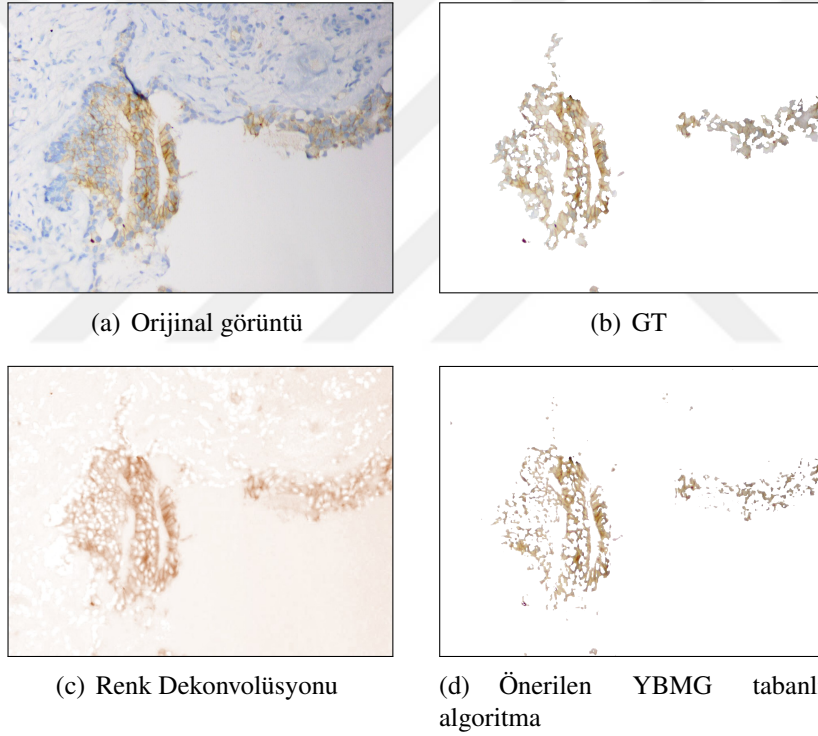 (a) Orijinal görüntü
(b) GT
(c) Renk Dekonvolüsyonu
(d) Önerilen YBMG tabanl
algoritma